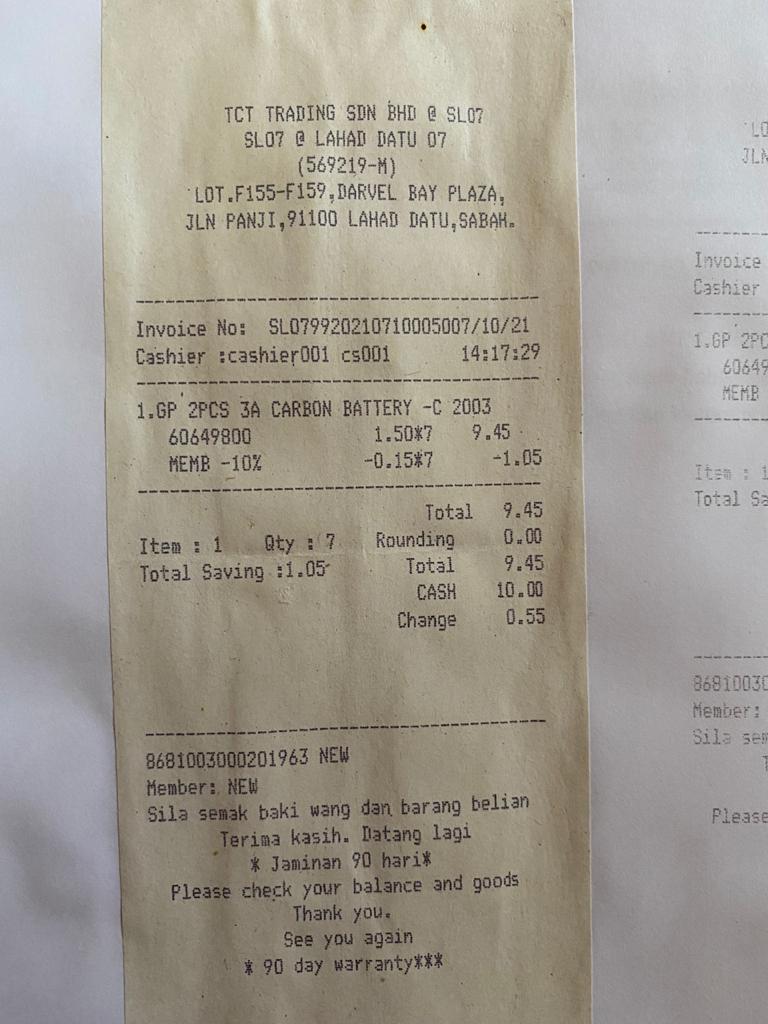 TCT TRADING SDN BHD @ SL07
SL07 @ LAHAD DATU 07
(569219-M)
LOT.F155-F159,DARVEL BAY PLAZA,
JLN PANJI,91100 LAHAD DATU,SABAH.
Invoice No: SL0799202107100050 07/10/21
Cashier :cashier001 cs001 14:17:29
1.GP 2PCS 3A CARBON BATTERY -C 2003
60649800 1.50*7 9.45
MEMB -10% -0.15*7 -1.05
Total 9.45
Item : 1 Qty : 7 Rounding 0.00
Total Saving :1.05 Total 9.45
CASH 10.00
Change 0.55
8681003000201963 NEW
Member: NEW
Sila semak baki wang dan barang belian
Terima kasih. Datang lagi
* Jaminan 90 hari*
Please check your balance and goods
Thank you.
See you again
* 90 day warranty***
LO
JLN
Invoice
Cashier
1.GP 2PC
60649
MEMB
Item : 1
Total Sa
86810030
Member:
Sila sem
T
Please